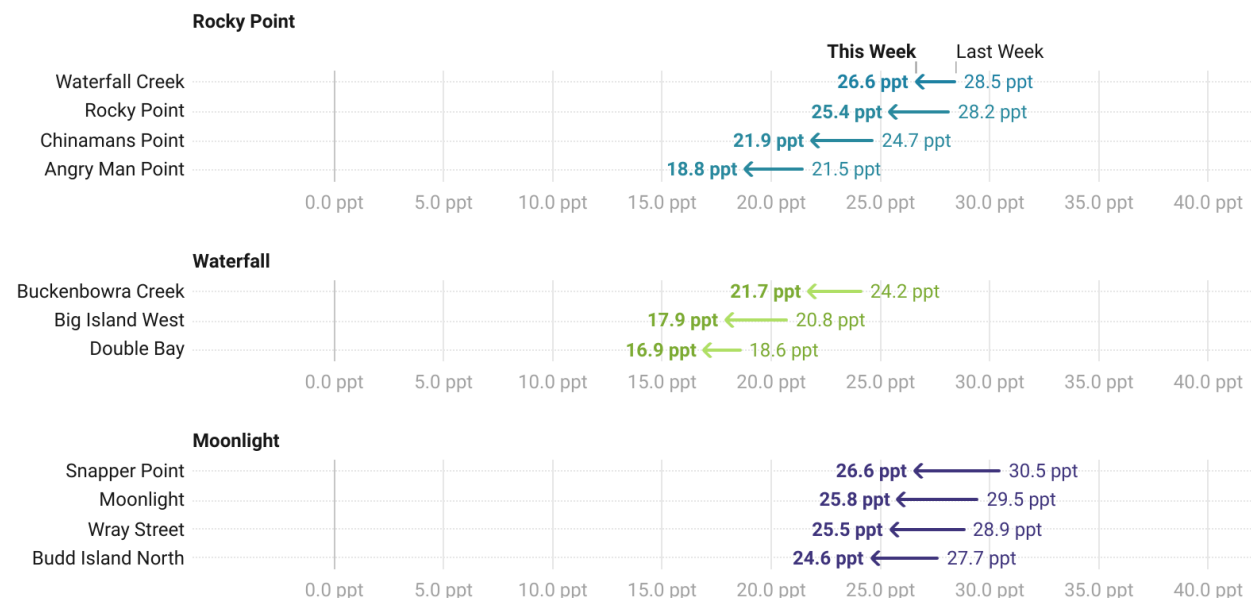 Rocky Point
This Week Last Week
Waterfall Creek 26.6 ppt 28.5 ppt
Rocky Point 25.4 ppt 28.2 ppt
Chinamans Point 21.9 ppt 24.7 ppt
Angry Man Point 18.8 ppt 21.5 ppt
0.0 ppt 5.0 ppt 10.0 ppt 15.0 ppt 20.0 ppt 25.0 ppt 30.0 ppt 35.0 ppt 40.0 ppt
Waterfall
Buckenbowra Creek 21.7 ppt 24.2 ppt
Big Island West 17.9 ppt 20.8 ppt
Double Bay 16.9 ppt 18.6 ppt
0.0 ppt 5.0 ppt 10.0 ppt 15.0 ppt 20.0 ppt 25.0 ppt 30.0 ppt 35.0 ppt 40.0 ppt
Moonlight
Snapper Point 26.6 ppt 30.5 ppt
Moonlight 25.8 ppt 29.5 ppt
Wray Street 25.5 ppt 28.9 ppt
Budd Island North 24.6 ppt 27.7 ppt
0.0 ppt 5.0 ppt 10.0 ppt 15.0 ppt 20.0 ppt 25.0 ppt 30.0 ppt 35.0 ppt 40.0 ppt